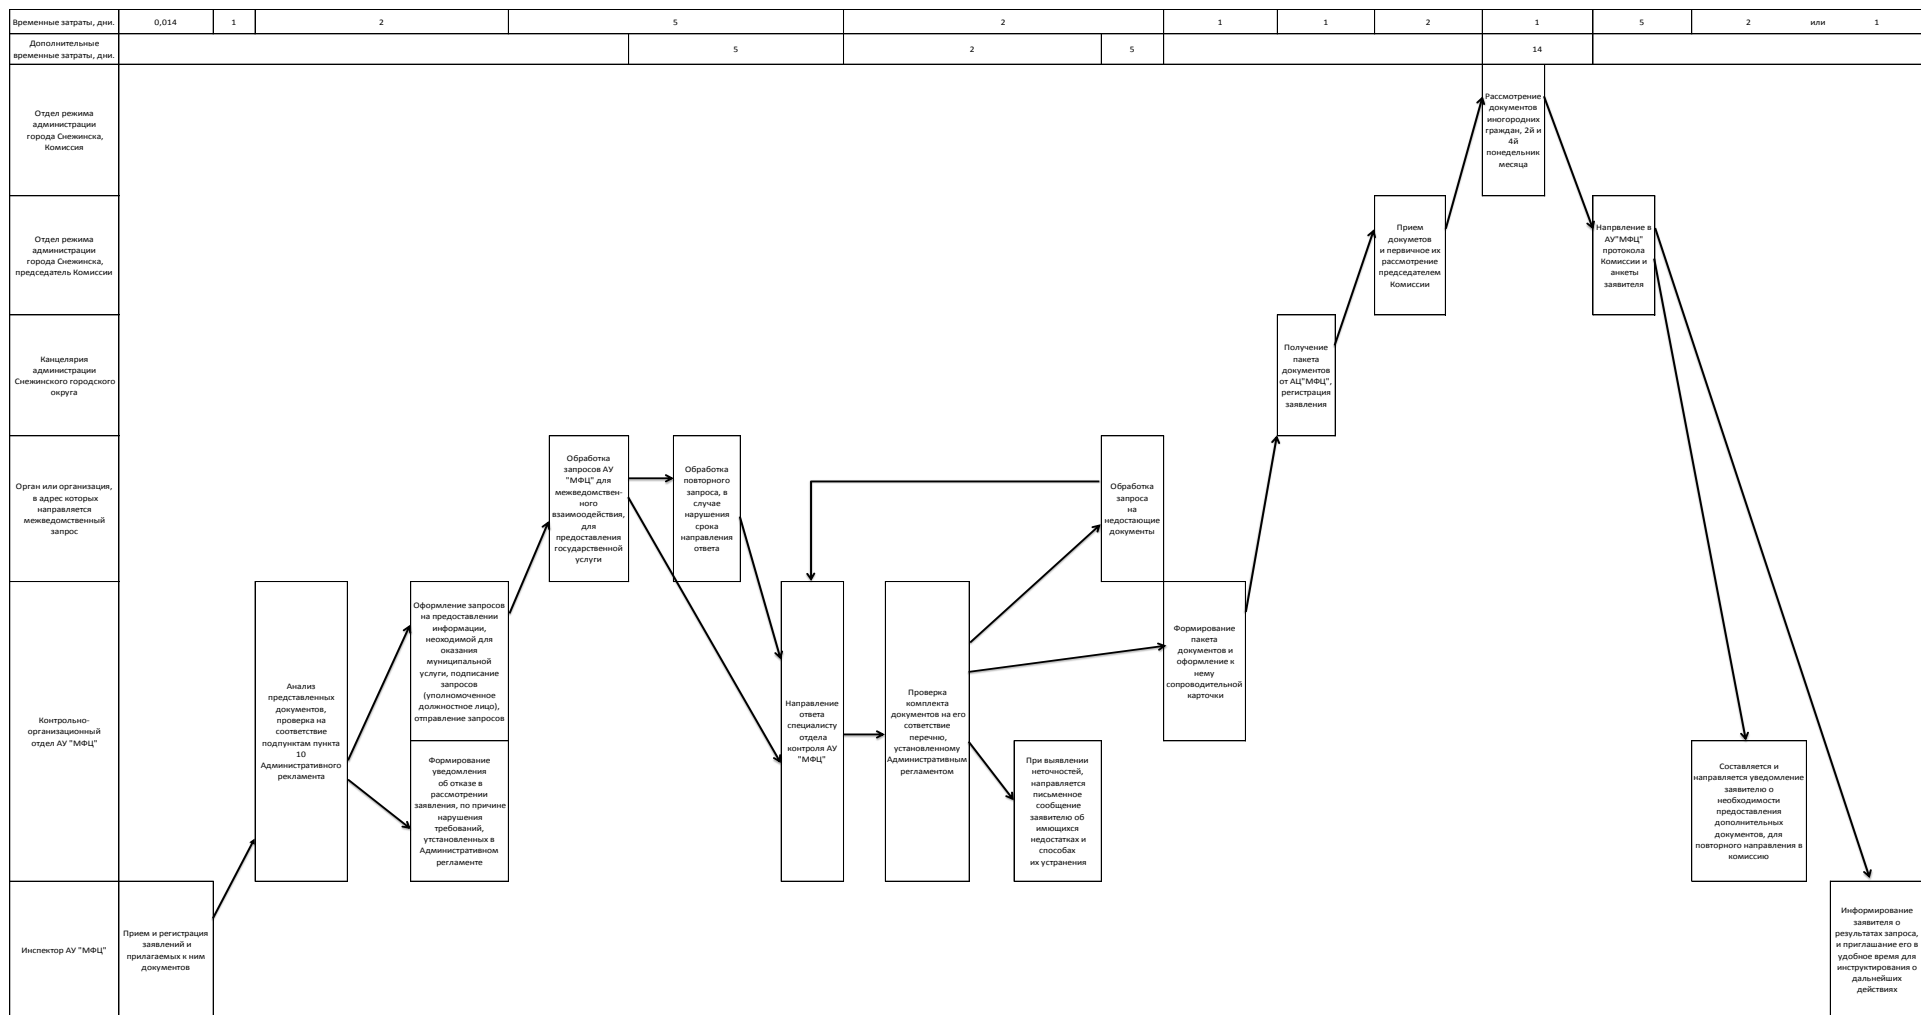 Временные затраты, дни.
0,014
1
2
5
2
1
1
2
1
5
2
или
1
Дополнительные
временные затраты, дни.
5
2
5
14
Отдел режима
администрации
города Снежинска,
Комиссия
Рассмотрение
документов
иногородних
граждан, 2й и
4й
понедельник
месяца
Отдел режима
администрации
города Снежинска,
председатель Комиссии
Прием
докуметов
и первичное их
рассмотрение
председателем
Комиссии
Напрвление в
АУ"МФЦ"
протокола
Комиссии и
анкеты
заявителя
Канцелярия
администрации
Снежинского городского
округа
Получение
пакета
документов
от АЦ"МФЦ",
регистрация
заявления
Орган или организация,
в адрес которых
направляется
межведомственный
запрос
Обработка
запросов АУ
"МФЦ" для
межведомствен-
ного
взаимоодействия,
для
предоставления
государственной
услуги
Обработка
повторного
запроса, в
случае
нарушения
срока
направления
ответа
Обработка
запроса
на
недостающие
документы
Контрольно-
организационный
отдел АУ "МФЦ"
Анализ
представленных
документов,
проверка на
соответствие
подпунктам пункта
10
Административного
рекламента
Оформление запросов
на предоставлении
информации,
неоходимой для
оказания
муниципальной
услуги, подписание
запросов
(уполномоченное
должностное лицо),
отправление запросов
Формирование
уведомления
об отказе в
рассмотрении
заявления, по причине
нарушения
требований,
утстановленных в
Административном
регламенте
Направление
ответа
специалисту
отдела
контроля АУ
"МФЦ"
Проверка
комплекта
документов на его
сответствие
перечню,
установленному
Административным
регламентом
При выявлении
неточностей,
направляется
письменное
сообщение
заявителю об
имющихся
недостатках и
способах
их устранения
Формирование
пакета
документов и
оформление к
нему
сопроводительной
карточки
Составляется и
направляется уведомление
заявителю о
необходимости
предоставления
дополнительных
документов, для
повторного направления в
комиссию
Инспектор АУ "МФЦ"
Прием и регистрация
заявлений и
прилагаемых к ним
документов
Информирование
заявителя о
результатах запроса,
и приглашание его в
удобное время для
инструктирования о
дальнейших
действиях